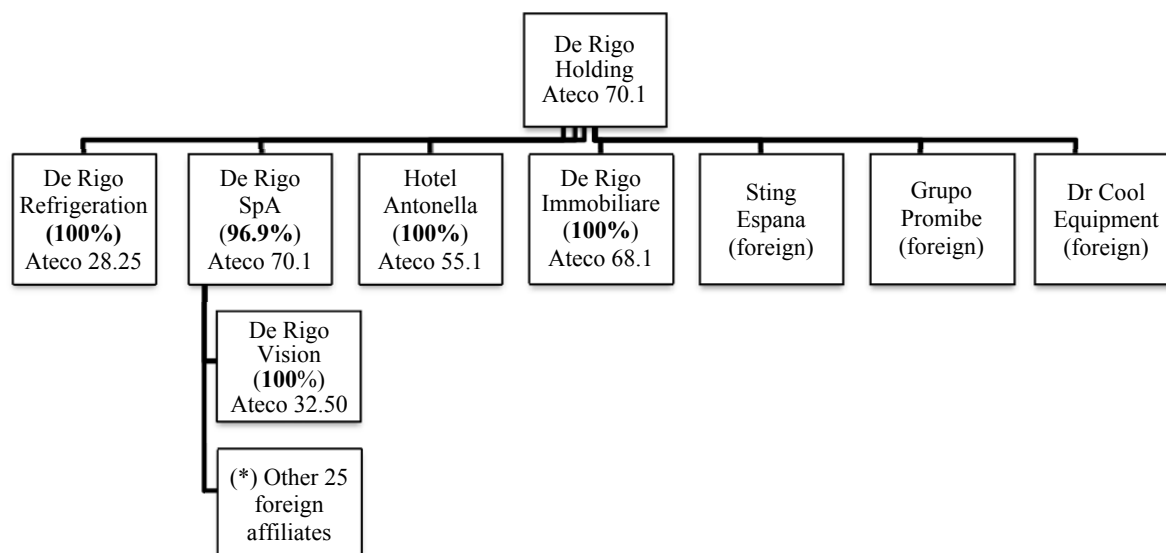 De Rigo
Holding
Ateco 70.1
De Rigo
Refrigeration
(100%)
Ateco 28.25
De Rigo
SpA
(96.9%)
Ateco 70.1
Hotel
Antonella
(100%)
Ateco 55.1
De Rigo
Immobiliare
(100%)
Ateco 68.1
Sting
Espana
(foreign)
Grupo
Promibe
(foreign)
Dr Cool
Equipment
(foreign)
De Rigo
Vision
(100%)
Ateco 32.50
(*) Other 25
foreign
affiliates